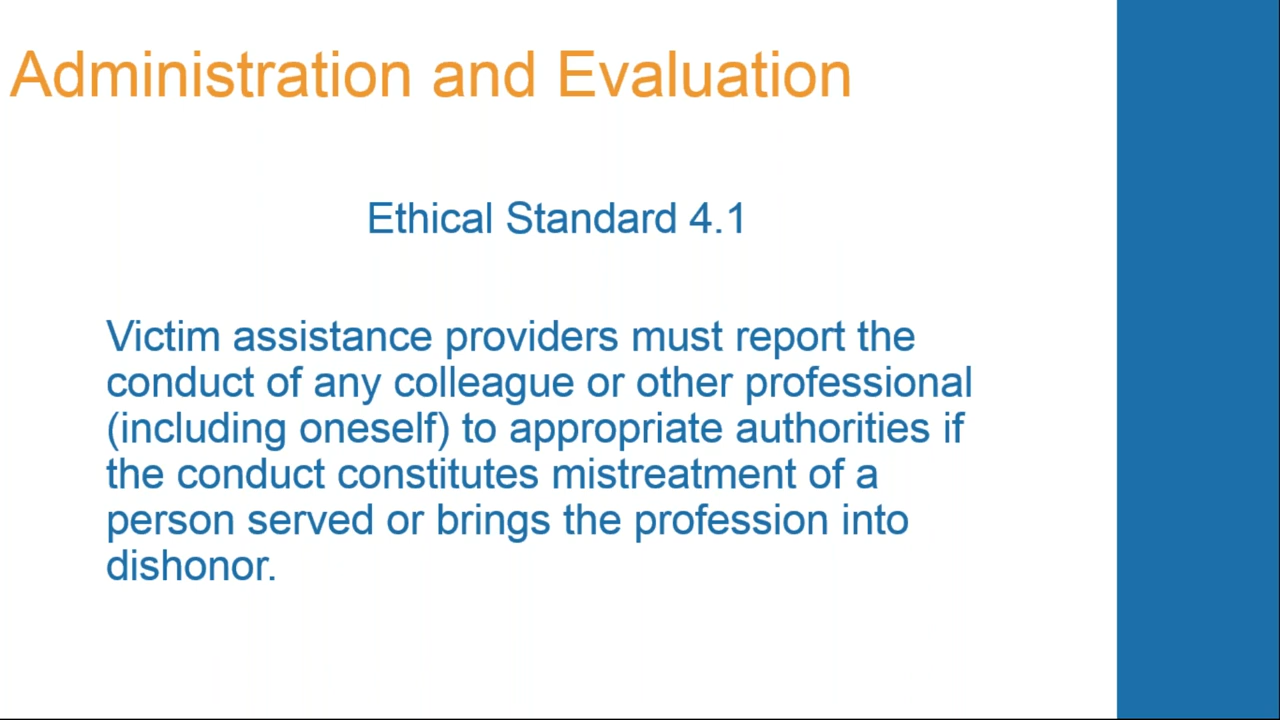 Administration and Evaluation
Ethical Standard 4.1
Victim assistance providers must report the
conduct of any colleague or other professional
(including oneself) to appropriate authorities if
the conduct constitutes mistreatment of a
person served or brings the profession into
dishonor.